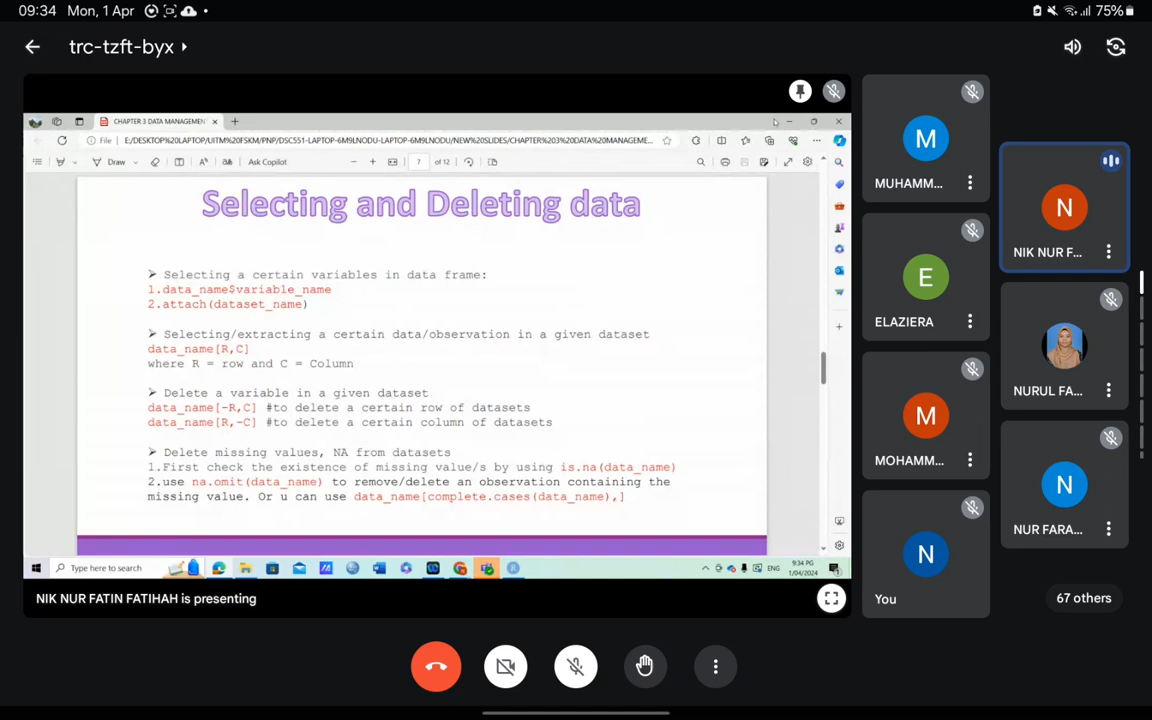 09:34 Mon, 1 Apr
75%
trc-tzft-byx
CHAPTER 3 DATA MANAGEMEN
File
E:/DESKTOP%20LAPTOP/UITM%20FSKM/PNP/DSC551-LAPTOP-6M9LNODU-LAPTOP-6M9LNODU/NEW%20SLIDES/CHAPTER%203%20DATA%20MANAGEME...
Draw
Ask Copilot
7 of 12
Selecting and Deleting data
➢ Selecting a certain variables in data frame:
1.data_name$variable_name
2.attach(dataset_name)
➢ Selecting/extracting a certain data/observation in a given dataset
data_name[R,C]
where R = row and C = Column
➢ Delete a variable in a given dataset
data_name[-R,C] #to delete a certain row of datasets
data_name[R,-C] #to delete a certain column of datasets
➢ Delete missing values, NA from datasets
1.First check the existence of missing value/s by using is.na(data_name)
2.use na.omit(data_name) to remove/delete an observation containing the
missing value. Or u can use data_name[complete.cases(data_name),]
Type here to search
ENG
9:34 PG
1/04/2024
NIK NUR FATIN FATIHAH is presenting
M
MUHAMM...
N
NIK NUR F...
E
ELAZIERA
NURUL FA...
M
MOHAMM...
N
NUR FARA...
N
You
67 others